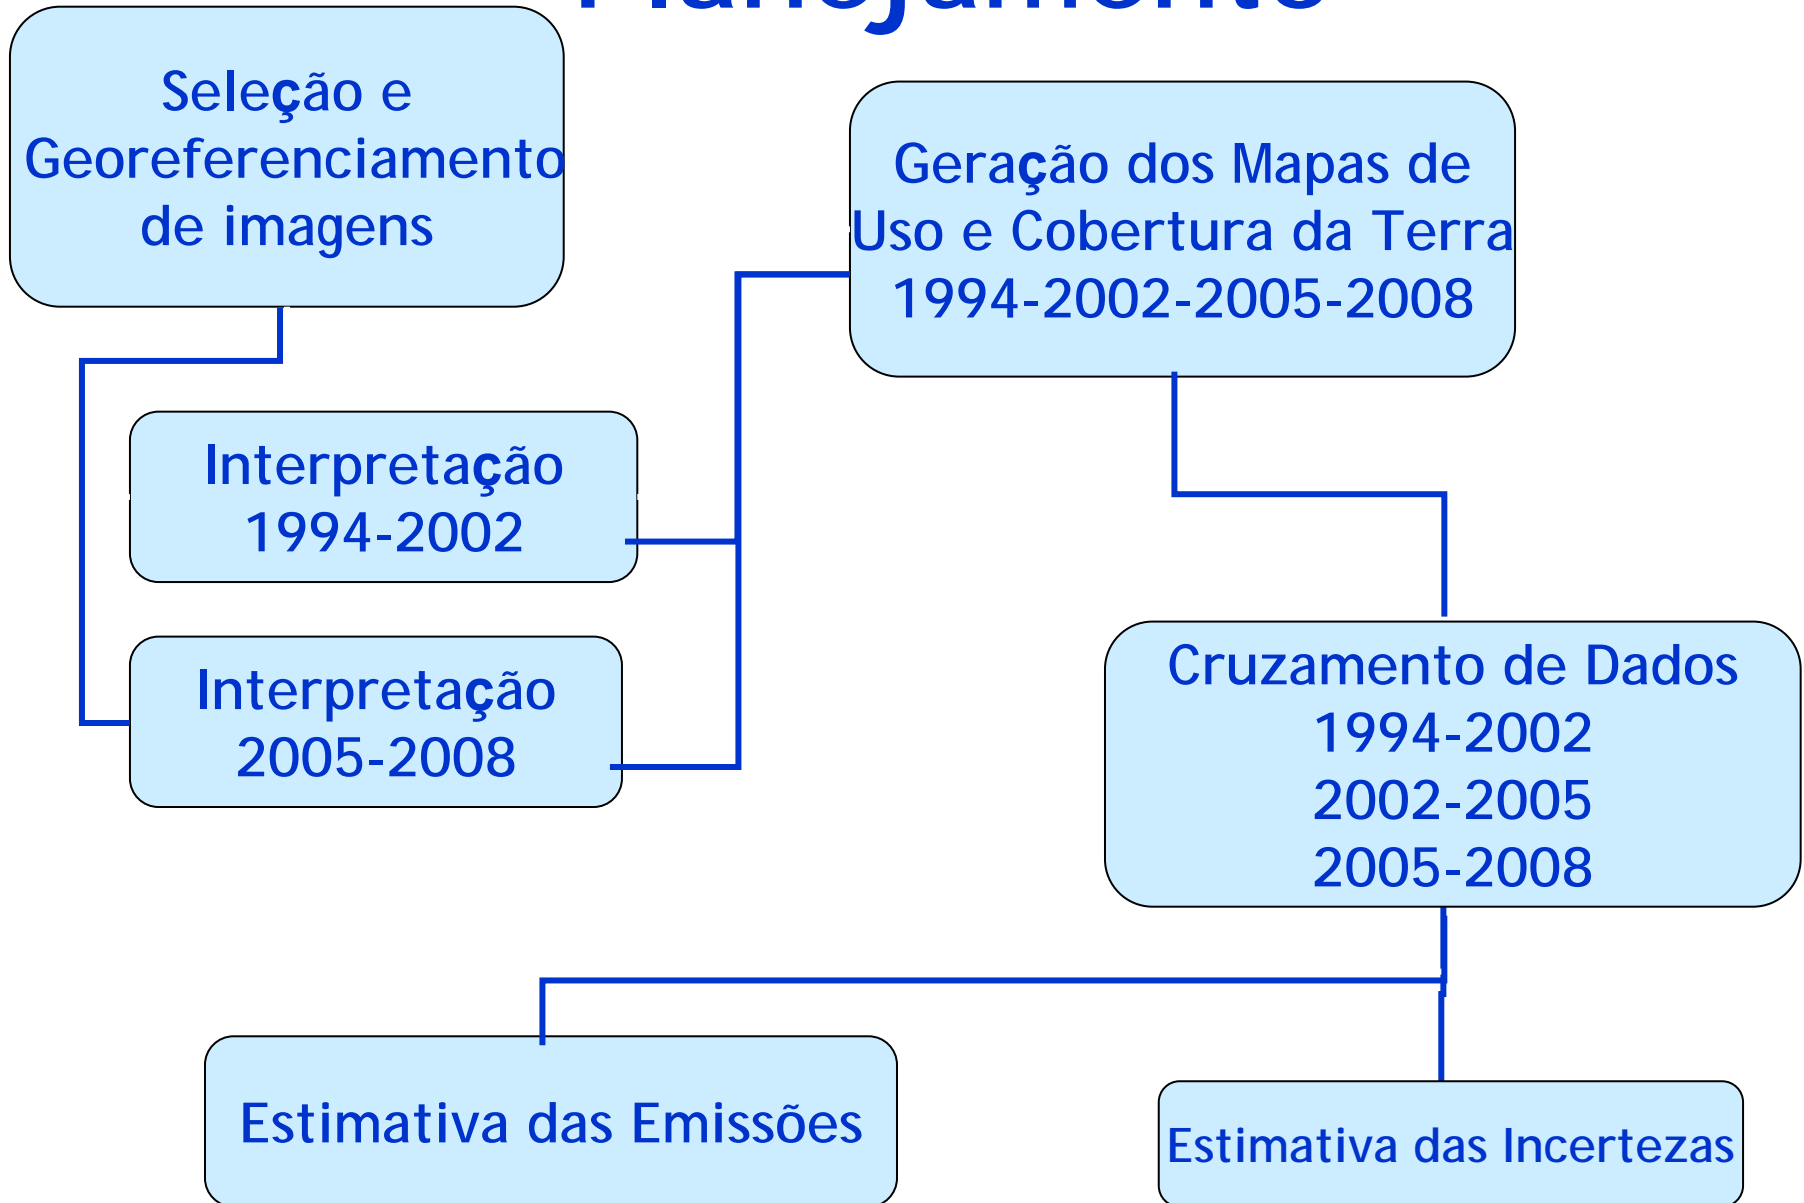 Planejamento
Seleção e
Georeferenciamento
de imagens
Geração dos Mapas de
Uso e Cobertura da Terra
1994-2002-2005-2008
Interpretação
1994-2002
Interpretação
2005-2008
Cruzamento de Dados
1994-2002
2002-2005
2005-2008
Estimativa das Emissões
Estimativa das Incertezas